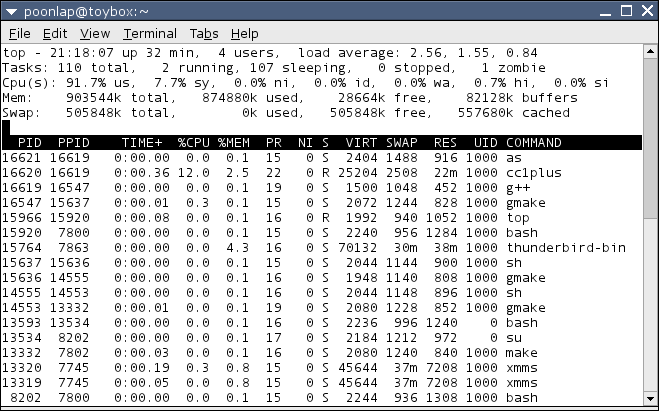 poonlap@toybox:~
File Edit View Terminal Tabs Help
top - 21:18:07 up 32 min,  4 users,  load average: 2.56, 1.55, 0.84
Tasks: 110 total,   2 running, 107 sleeping,   0 stopped,   1 zombie
Cpu(s): 91.7% us,  7.7% sy,  0.0% ni,  0.0% id,  0.0% wa,  0.7% hi,  0.0% si
Mem:    903544k total,   874880k used,    28664k free,    82128k buffers
Swap:   505848k total,        0k used,   505848k free,   557680k cached
PID PPID TIME+ %CPU %MEM PR NI S VIRT SWAP RES UID COMMAND
16621 16619 0:00.00 0.0 0.1 15 0 S 2404 1488 916 1000 as
16620 16619 0:00.36 12.0 2.5 22 0 R 25204 2508 22m 1000 cc1plus
16619 16547 0:00.00 0.0 0.1 19 0 S 1500 1048 452 1000 g++
16547 15637 0:00.01 0.3 0.1 15 0 S 2072 1244 828 1000 gmake
15966 15920 0:00.08 0.0 0.1 16 0 R 1992 940 1052 1000 top
15920 7800 0:00.01 0.0 0.1 15 0 S 2240 956 1284 1000 bash
15764 7863 0:00.00 0.0 4.3 16 0 S 70132 30m 38m 1000 thunderbird-bin
15637 15636 0:00.00 0.0 0.1 15 0 S 2044 1144 900 1000 sh
15636 14555 0:00.00 0.0 0.1 16 0 S 1948 1140 808 1000 gmake
14555 14553 0:00.00 0.0 0.1 16 0 S 2044 1148 896 1000 sh
14553 13332 0:00.01 0.0 0.1 19 0 S 2080 1228 852 1000 gmake
13593 13534 0:00.00 0.0 0.1 16 0 S 2236 996 1240 0 bash
13534 8202 0:00.00 0.0 0.1 17 0 S 2184 1212 972 0 su
13332 7802 0:00.03 0.0 0.1 16 0 S 2080 1240 840 1000 make
13320 7745 0:00.19 0.3 0.8 15 0 S 45644 37m 7208 1000 xmms
13319 7745 0:00.05 0.0 0.8 15 0 S 45644 37m 7208 1000 xmms
8202 7800 0:00.00 0.0 0.1 15 0 S 2244 936 1308 1000 bash